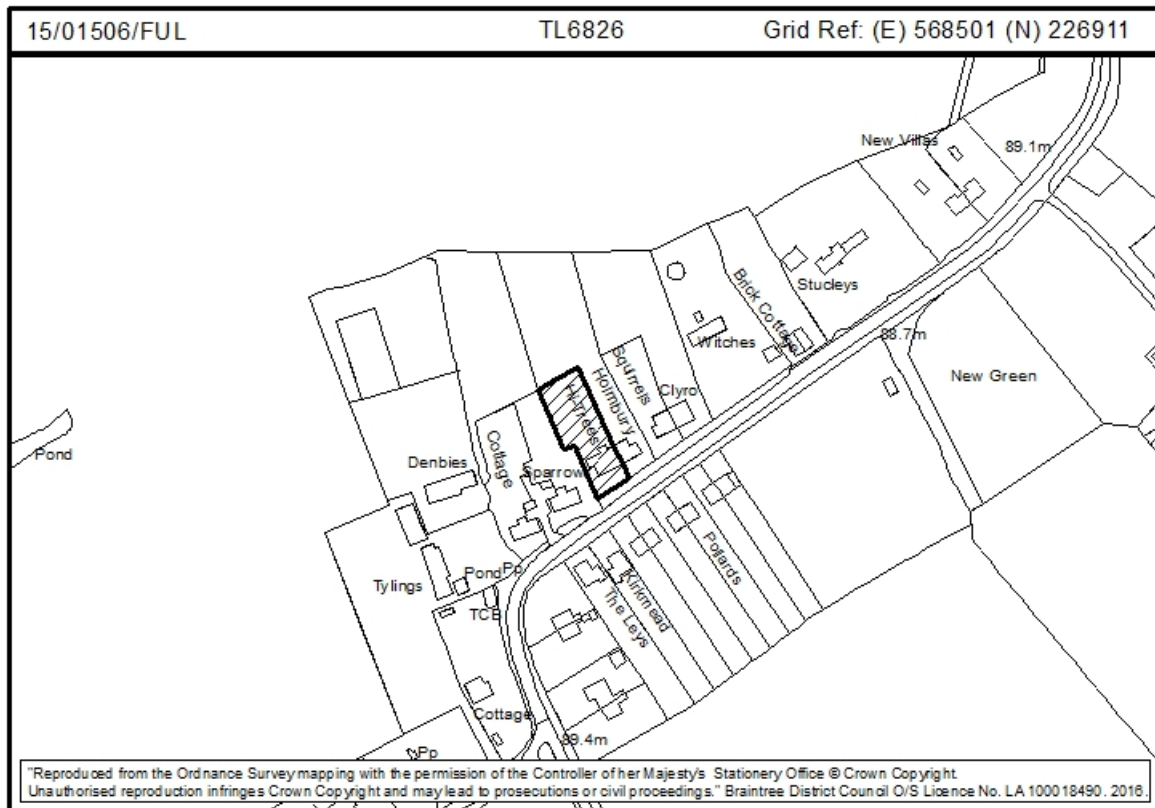 15/01506/FUL TL6826 Grid Ref: (E) 568501 (N) 226911
New Villas
89.1m
Stucleys
Brick Cottage
88.7m
Witches
Squirrels
Holmbury
Clyro
New Green
Hi-Trees
Pond
Denbies
Cottage
Sparrow
Pollards
Tylings
Pond
Pp
Kirkmead
The Leys
TCB
Cottage
89.4m
Pp
"Reproduced from the Ordnance Survey mapping with the permission of the Controller of her Majesty's Stationery Office © Crown Copyright.
Unauthorised reproduction infringes Crown Copyright and may lead to prosecutions or civil proceedings." Braintree District Council O/S Licence No. LA 100018490. 2016.